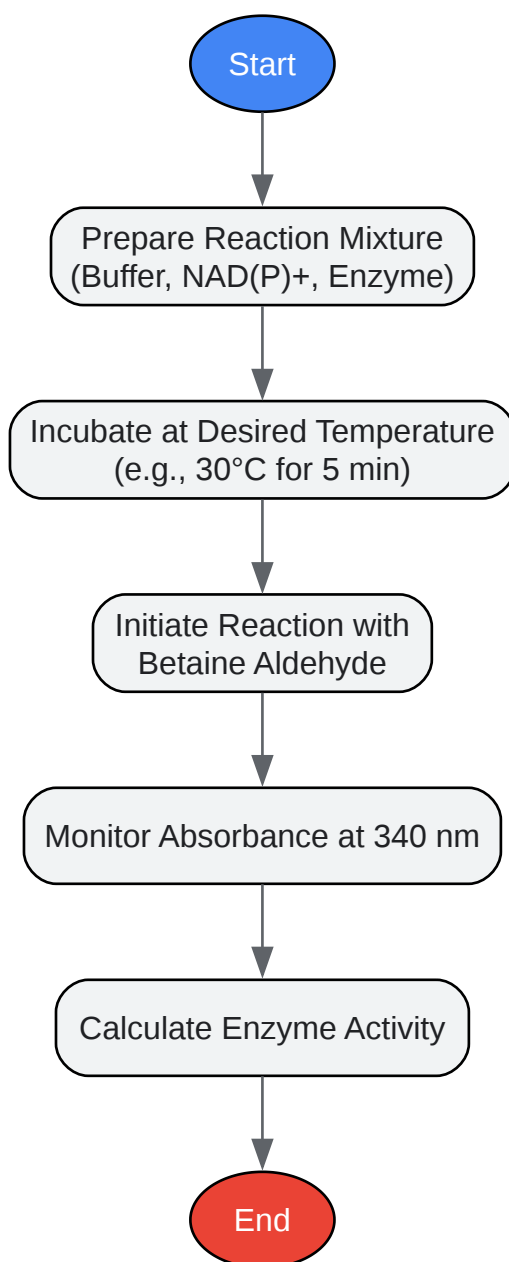 Start
Prepare Reaction Mixture
(Buffer, NAD(P)+, Enzyme)
Incubate at Desired Temperature
(e.g., 30°C for 5 min)
Initiate Reaction with
Betaine Aldehyde
Monitor Absorbance at 340 nm
Calculate Enzyme Activity
End